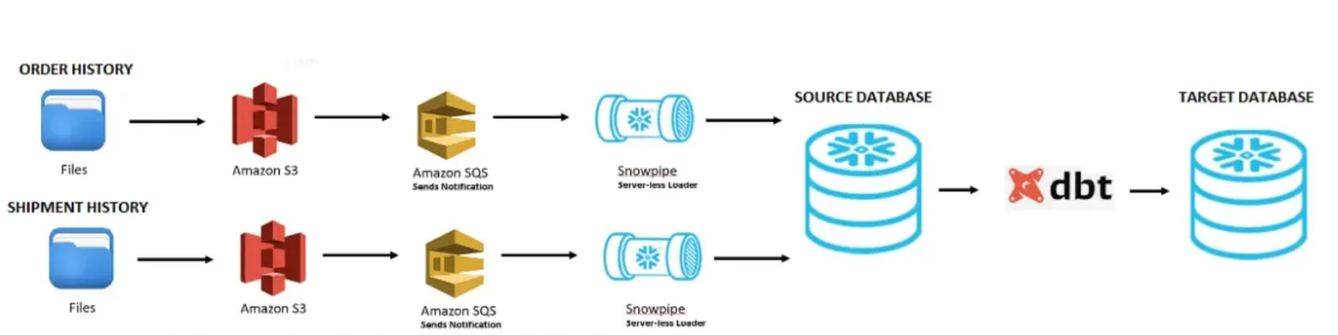 ORDER HISTORY
Files
Amazon S3
Amazon SQS
Sends Notification
Snowpipe
Server-less Loader
SHIPMENT HISTORY
Files
Amazon S3
Amazon SQS
Sends Notification
Snowpipe
Server-less Loader
SOURCE DATABASE
dbt
TARGET DATABASE